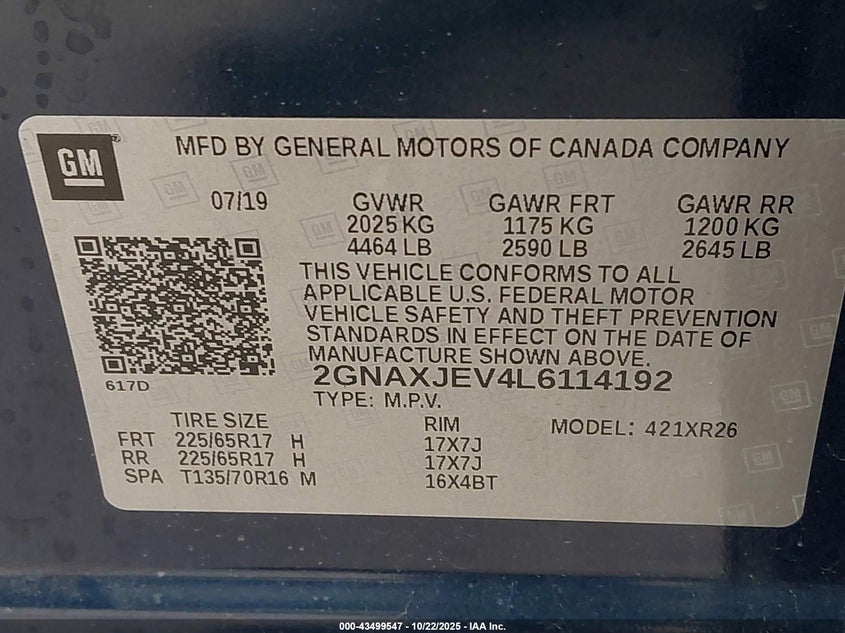 GM
MFD BY GENERAL MOTORS OF CANADA COMPANY
07/19 GVWR GAWR FRT GAWR RR
2025 KG 1175 KG 1200 KG
4464 LB 2590 LB 2645 LB
THIS VEHICLE CONFORMS TO ALL
APPLICABLE U.S. FEDERAL MOTOR
VEHICLE SAFETY AND THEFT PREVENTION
STANDARDS IN EFFECT ON THE DATE OF
MANUFACTURE SHOWN ABOVE.
617D
2GNAXJEV4L6114192
TYPE: M.P.V.
TIRE SIZE RIM MODEL: 421XR26
FRT 225/65R17 H 17X7J
RR 225/65R17 H 17X7J
SPA T135/70R16 M 16X4BT
000-43499547 - 10/22/2025 - IAA Inc.